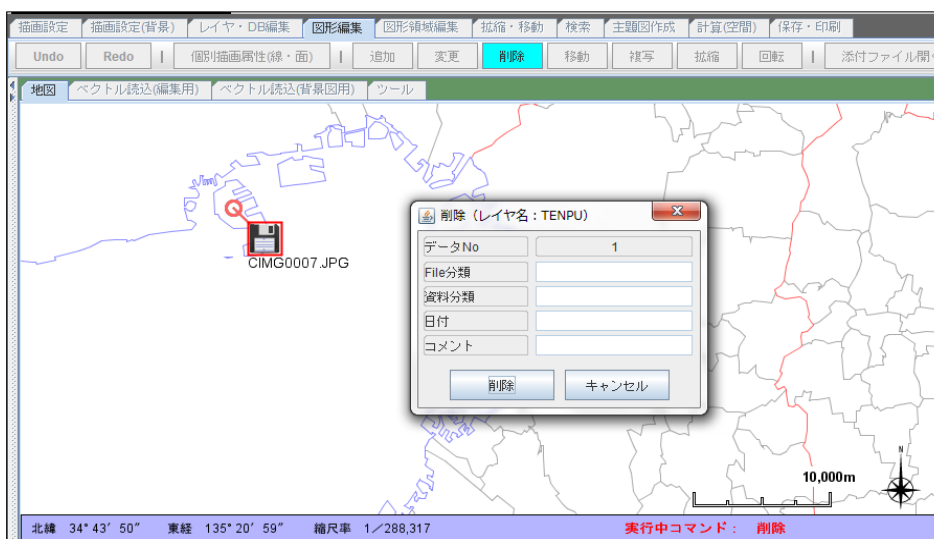 描画設定 描画設定(背景) レイヤ・DB編集 図形編集 図形領域編集 拡縮・移動 検索 主題図作成 計算(空間) 保存・印刷
Undo Redo | 個別描画属性(線・面) | 追加 変更 削除 移動 複写 拡縮 回転 | 添付ファイル開
地図 ベクトル読込(編集用) ベクトル読込(背景図用) ツール
CIMG0007.JPG
削除（レイヤ名：TENPU）
データNo 1
File分類
資料分類
日付
コメント
削除 キャンセル
N
10,000m
北緯 34°43′50″ 東経 135°20′59″ 縮尺率 1／288,317 実行中コマンド： 削除